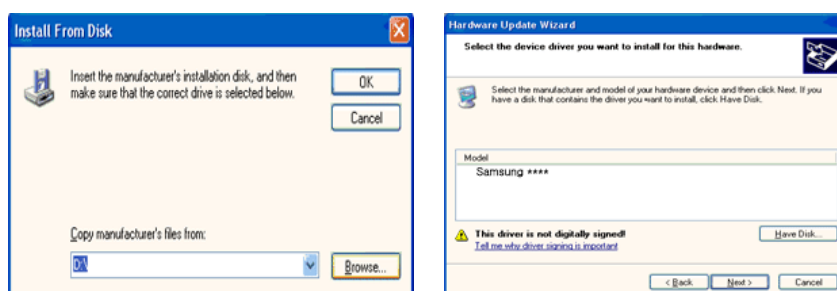 Install From Disk
Insert the manufacturer's installation disk, and then
make sure that the correct drive is selected below.
OK
Cancel
Copy manufacturer's files from:
D:\
Browse...
Hardware Update Wizard
Select the device driver you want to install for this hardware.
Select the manufacturer and model of your hardware device and then click Next. If you
have a disk that contains the driver you want to install, click Have Disk.
Model
Samsung ****
This driver is not digitally signed!
Tell me why driver signing is important
Have Disk...
< Back
Next >
Cancel